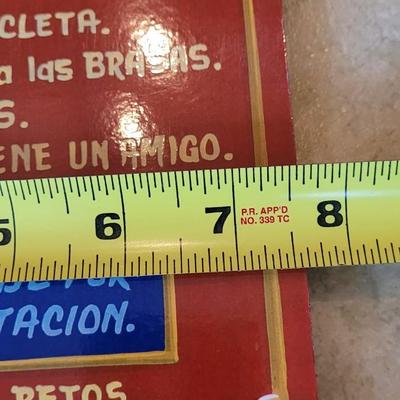 CLETA.
a las BRASAS.
S.
ENE UN AMIGO.
5 6 7 8
P.R. APP'D
NO. 339 TC
TACION.
RETOS